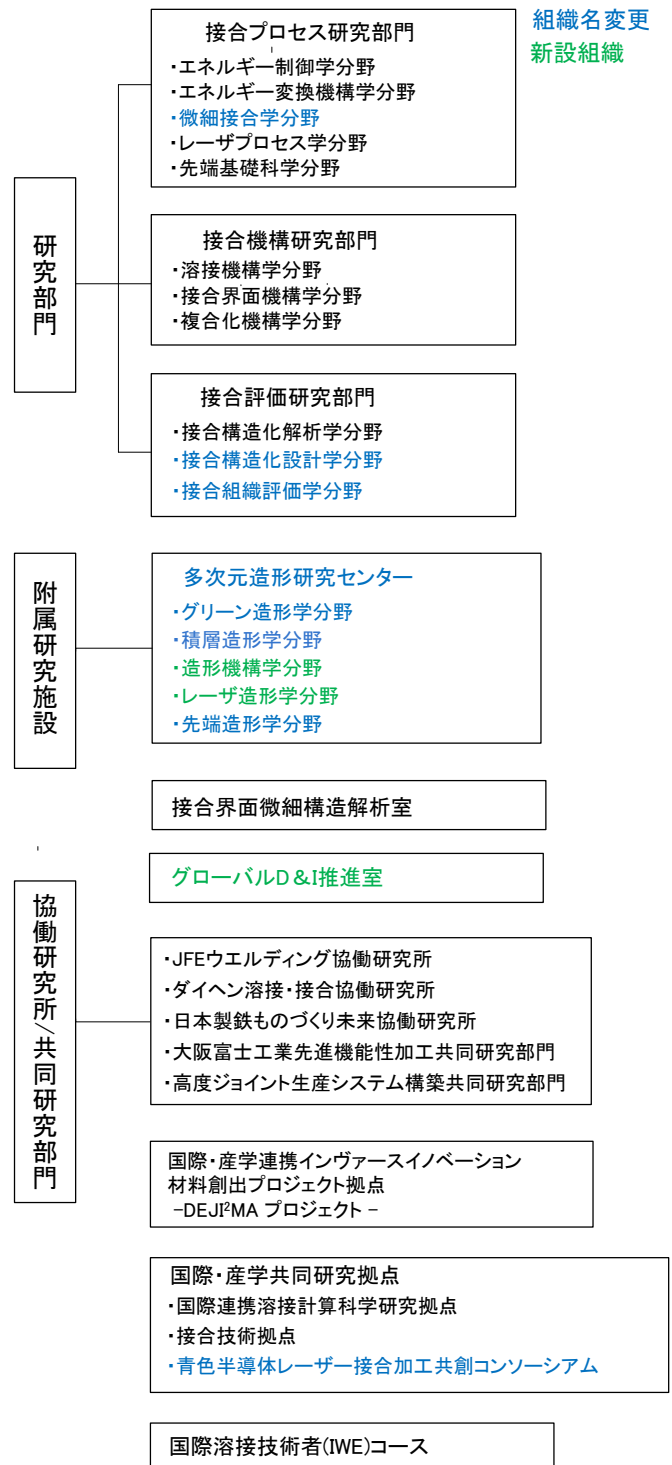 組織名変更
新設組織
接合プロセス研究部門
・エネルギー制御学分野
・エネルギー変換機構学分野
・微細接合学分野
・レーザプロセス学分野
・先端基礎科学分野
研究部門
接合機構研究部門
・溶接機構学分野
・接合界面機構学分野
・複合化機構学分野
接合評価研究部門
・接合構造化解析学分野
・接合構造化設計学分野
・接合組織評価学分野
附属研究施設
多次元造形研究センター
・グリーン造形学分野
・積層造形学分野
・造形機構学分野
・レーザ造形学分野
・先端造形学分野
接合界面微細構造解析室
グローバルD&I推進室
協働研究所/共同研究部門
・JFEウエルディング協働研究所
・ダイヘン溶接・接合協働研究所
・日本製鉄ものづくり未来協働研究所
・大阪富士工業先進機能性加工共同研究部門
・高度ジョイント生産システム構築共同研究部門
国際・産学連携インヴァースイノベーション
材料創出プロジェクト拠点
-DEJI²MA プロジェクト -
国際・産学共同研究拠点
・国際連携溶接計算科学研究拠点
・接合技術拠点
・青色半導体レーザー接合加工共創コンソーシアム
国際溶接技術者(IWE)コース